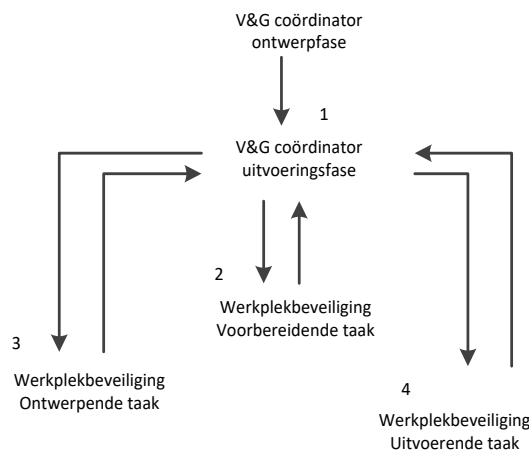 V&G coördinator
ontwerpfase
1
V&G coördinator
uitvoeringsfase
2
Werkplekbeveiliging
Voorbereidende taak
3
Werkplekbeveiliging
Ontwerpende taak
4
Werkplekbeveiliging
Uitvoerende taak